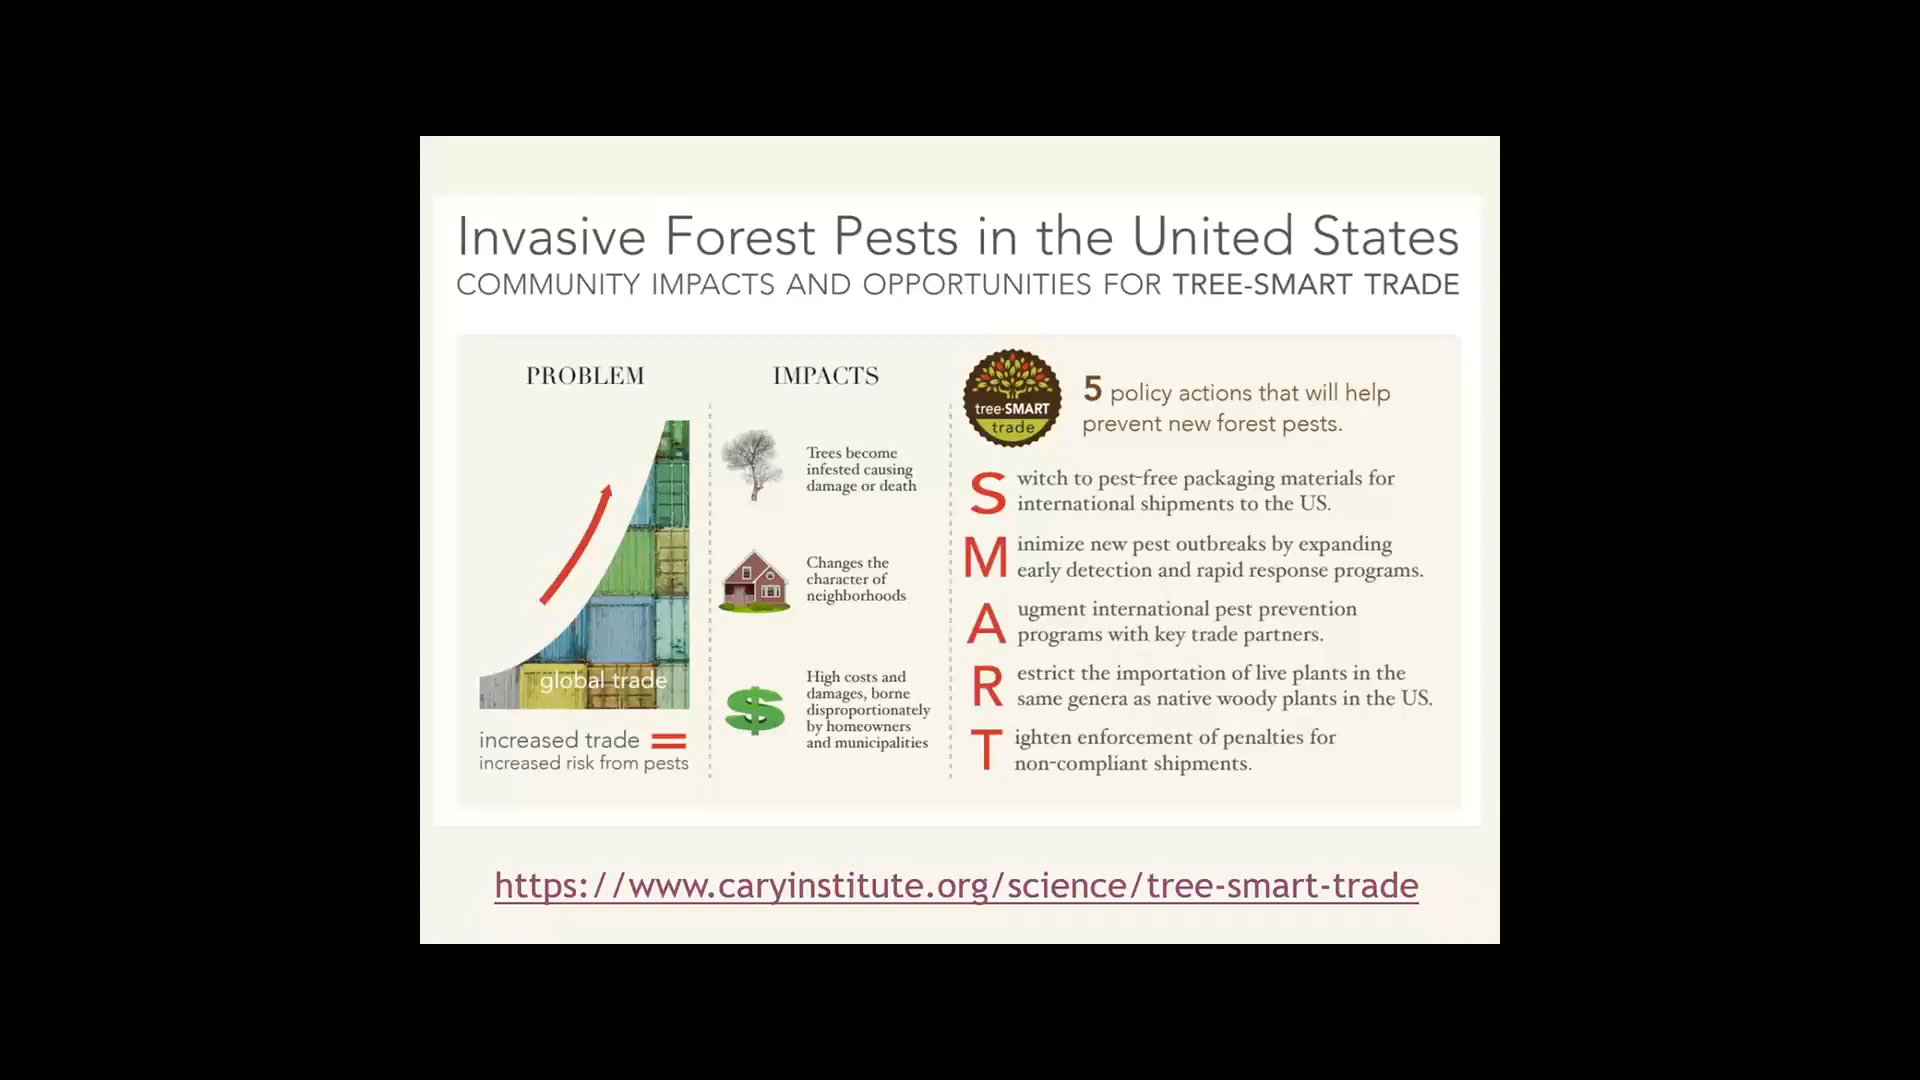 Invasive Forest Pests in the United States
COMMUNITY IMPACTS AND OPPORTUNITIES FOR TREE-SMART TRADE
PROBLEM
global trade
increased trade =
increased risk from pests
IMPACTS
Trees become
infested causing
damage or death
Changes the
character of
neighborhoods
$
High costs and
damages, borne
disproportionately
by homeowners
and municipalities
tree-SMART
trade
5 policy actions that will help
prevent new forest pests.
Switch to pest-free packaging materials for
international shipments to the US.
Minimize new pest outbreaks by expanding
early detection and rapid response programs.
Augment international pest prevention
programs with key trade partners.
Restrict the importation of live plants in the
same genera as native woody plants in the US.
Tighten enforcement of penalties for
non-compliant shipments.
https://www.caryinstitute.org/science/tree-smart-trade